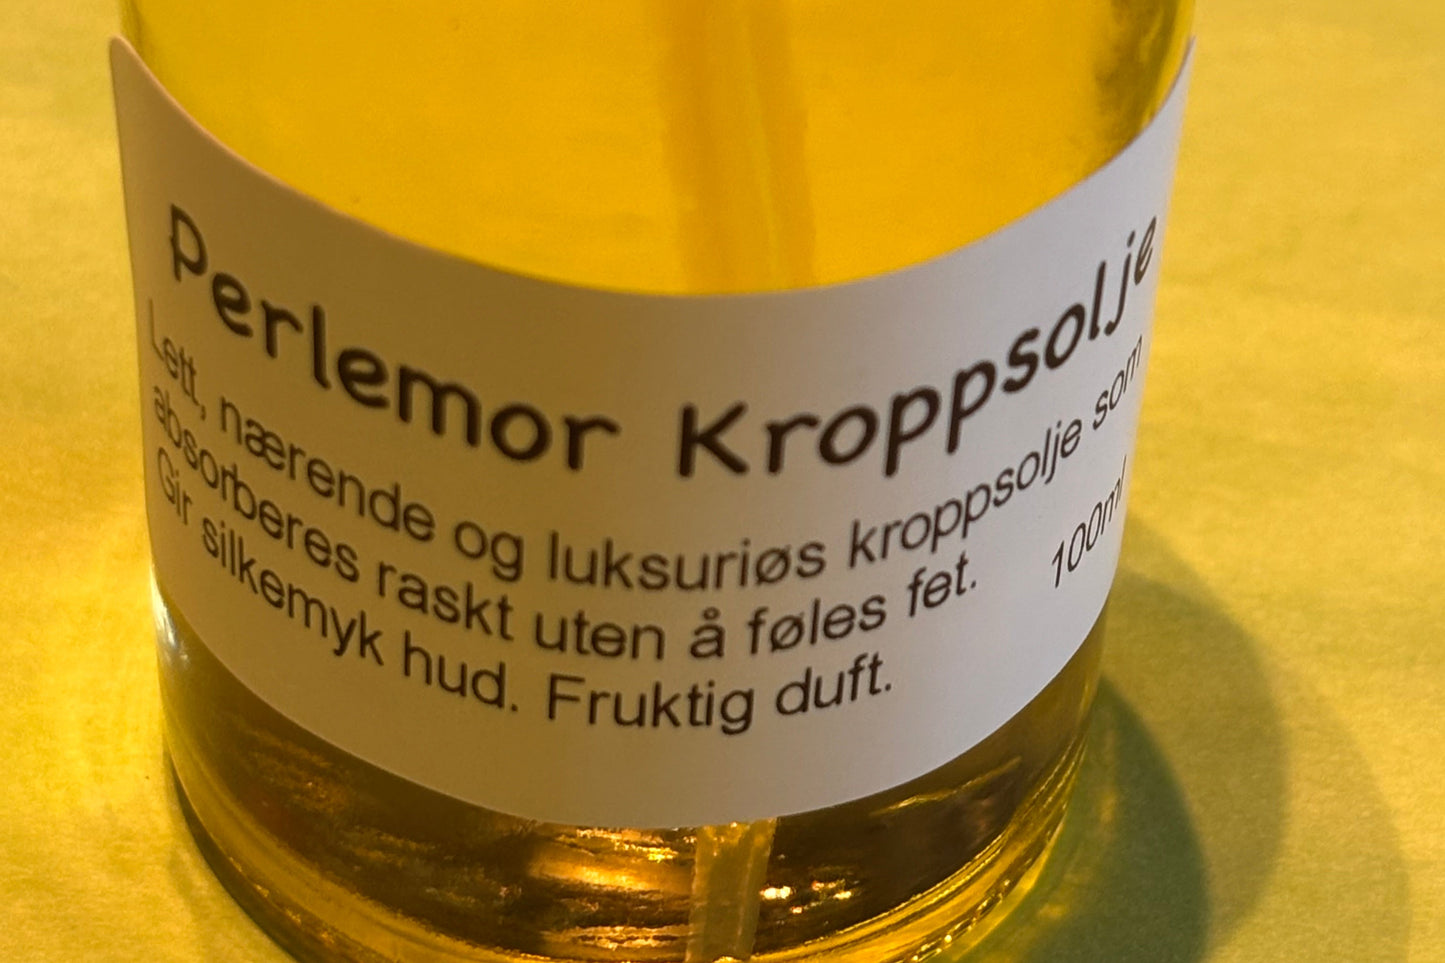 Perlemor Kroppsolje
Lett, nærende og luksuriøs kroppsolje som
absorberes raskt uten å føles fet.
Gir silkemyk hud. Fruktig duft.
100ml